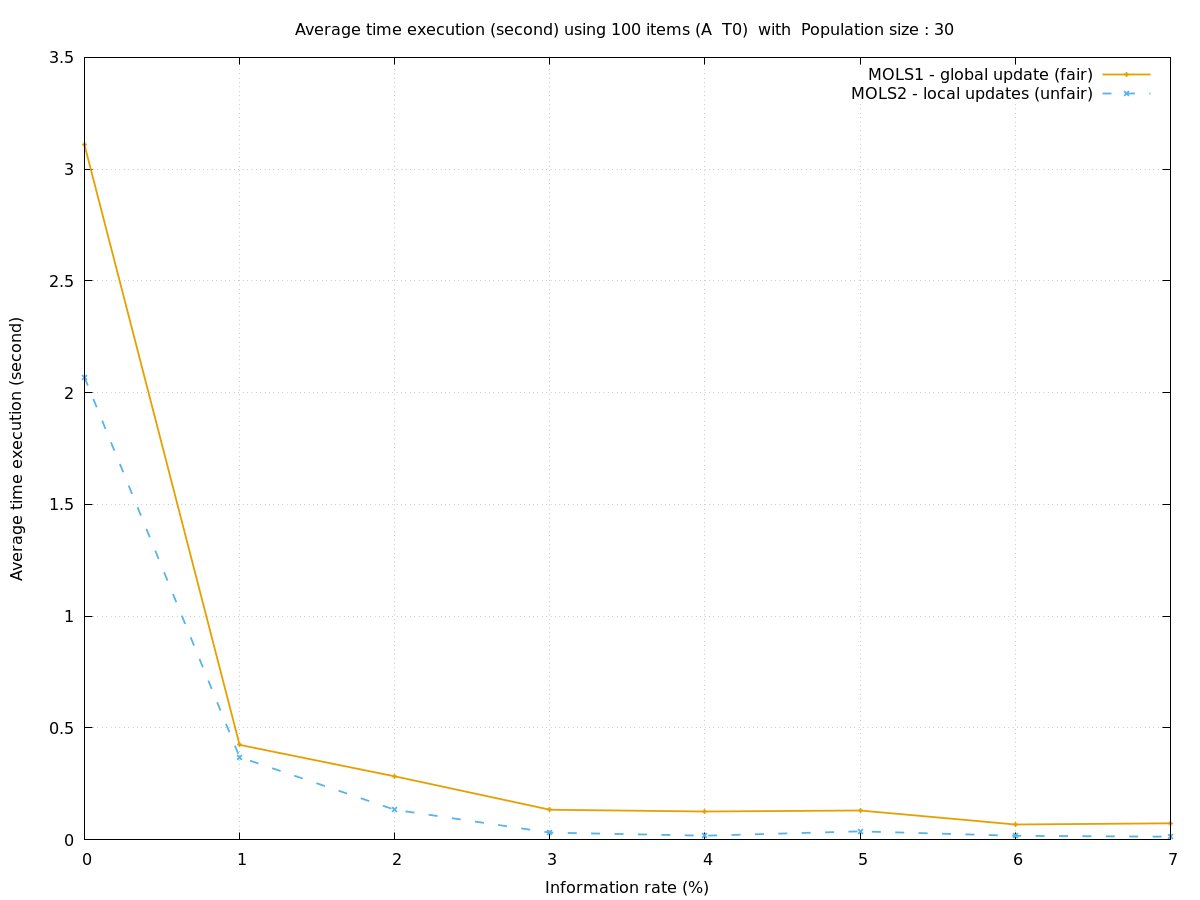 Average time execution (second) using 100 items (A  T0)  with  Population size : 30
3.5
MOLS1 - global update (fair)
MOLS2 - local updates (unfair)
3
2.5
2
1.5
1
0.5
0
Average time execution (second)
0 1 2 3 4 5 6 7
Information rate (%)